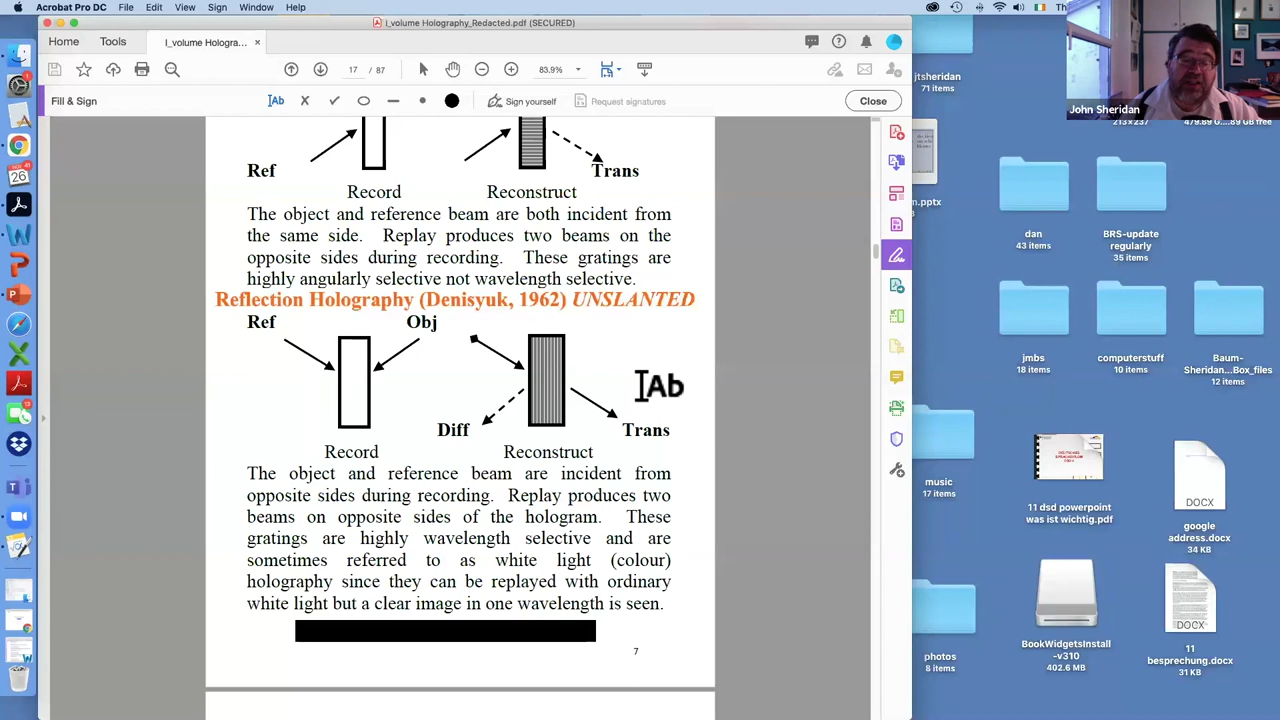 Acrobat Pro DC File Edit View Sign Window Help
I_volume Holography_Redacted.pdf (SECURED)
Home Tools I_volume Hologra... ×
17 / 87 83.9%
Fill & Sign Ab Sign yourself Request signatures Close
Ref Trans
Record Reconstruct
The object and reference beam are both incident from
the same side. Replay produces two beams on the
opposite sides during recording. These gratings are
highly angularly selective not wavelength selective.
Reflection Holography (Denisyuk, 1962) UNSLANTED
Ref Obj
Ab
Diff Trans
Record Reconstruct
The object and reference beam are incident from
opposite sides during recording. Replay produces two
beams on opposite sides of the hologram. These
gratings are highly wavelength selective and are
sometimes referred to as white light (colour)
holography since they can be replayed with ordinary
white light but a clear image in one wavelength is seen.
7
jtsheridan
71 items
John Sheridan
213×237
m.pptx
dan
43 items
BRS-update
regularly
35 items
jmbs
18 items
computerstuff
10 items
Baum-
Sheridan...Box_files
12 items
music
17 items
11 dsd powerpoint
was ist wichtig.pdf
DOCX
google
address.docx
34 KB
photos
8 items
BookWidgetsInstall
-v310
402.6 MB
DOCX
11
besprechung.docx
31 KB